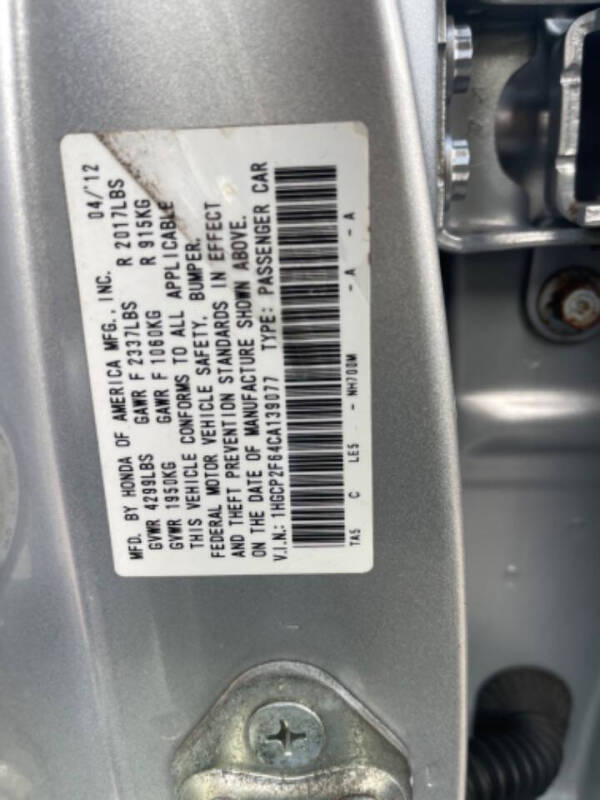 MFD. BY HONDA OF AMERICA MFG., INC. 04/'12
GVWR 4299LBS GAWR F 2337LBS R 2017LBS
GVWR 1950KG GAWR F 1060KG R 915KG
THIS VEHICLE CONFORMS TO ALL APPLICABLE
FEDERAL MOTOR VEHICLE SAFETY, BUMPER,
AND THEFT PREVENTION STANDARDS IN EFFECT
ON THE DATE OF MANUFACTURE SHOWN ABOVE.
V.I.N.: 1HGCP2F64CA139077 TYPE: PASSENGER CAR
TA5 C LE5 - NH700M -A -A